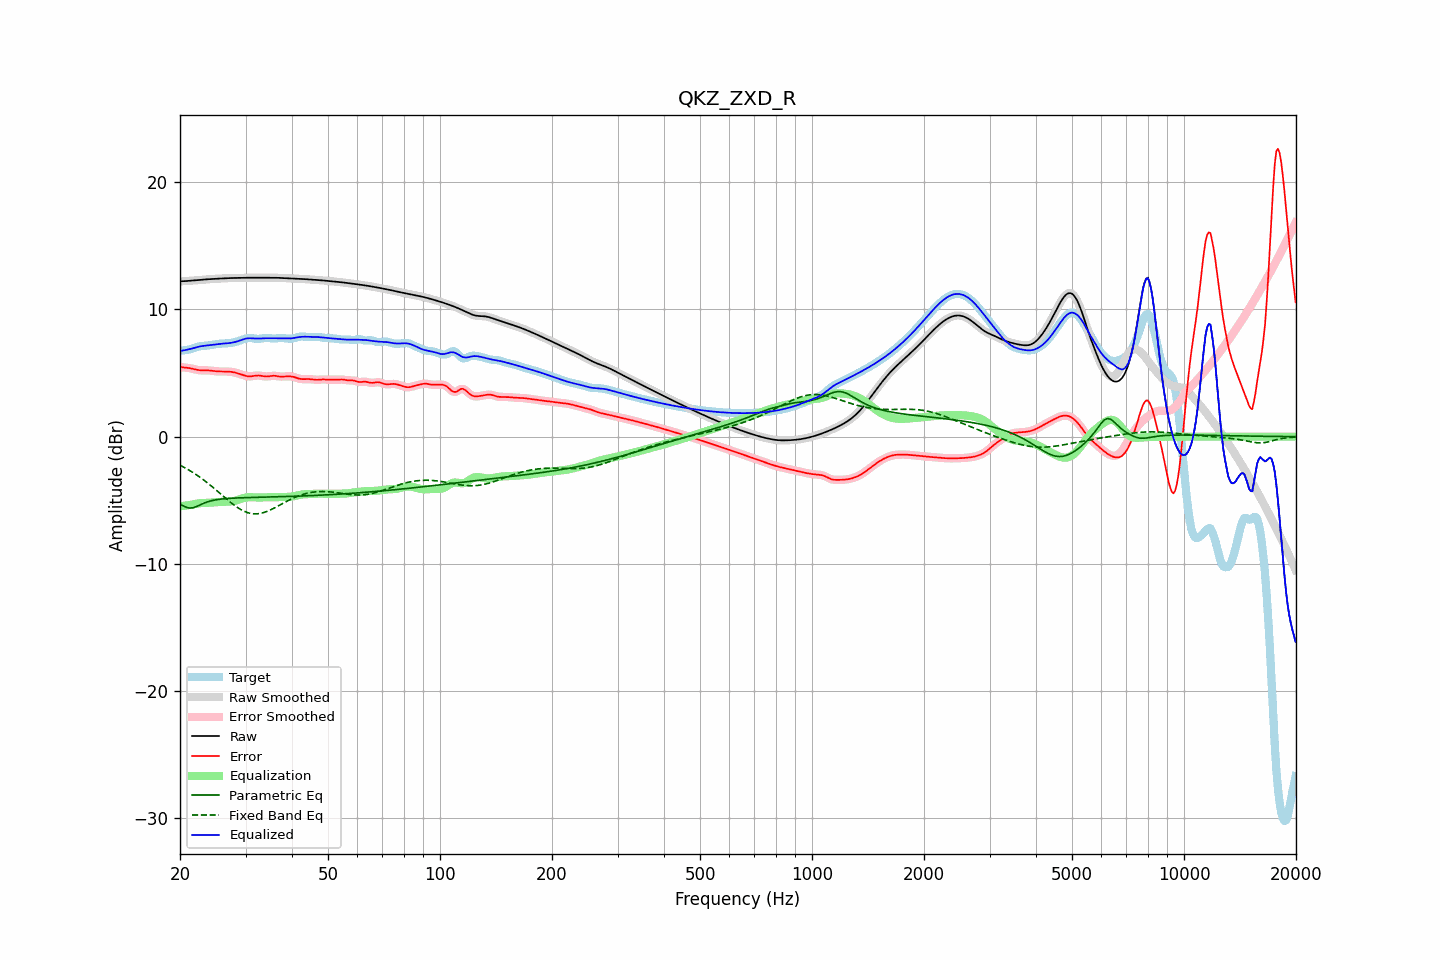 QKZ_ZXD_R
Amplitude (dBr)
20
10
0
−10
−20
−30
Target
Raw Smoothed
Error Smoothed
Raw
Error
Equalization
Parametric Eq
Fixed Band Eq
Equalized
20 50 100 200 500 1000 2000 5000 10000 20000
Frequency (Hz)